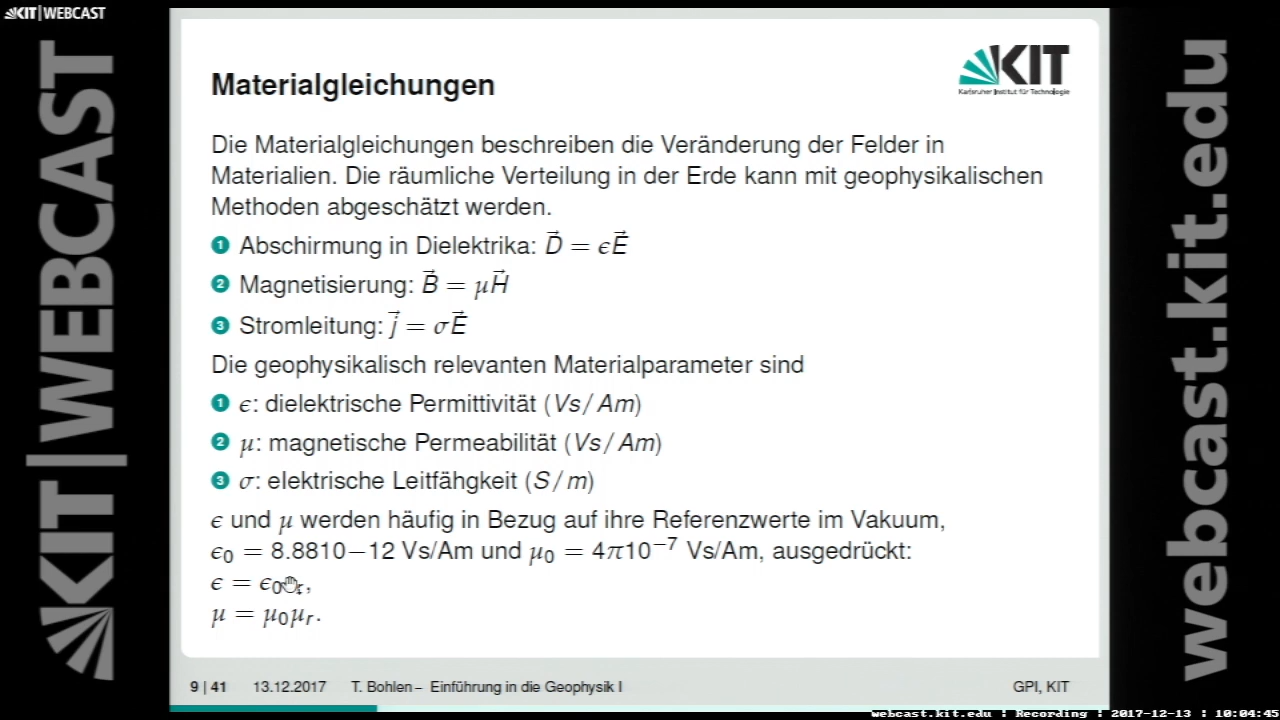 KIT|WEBCAST
KIT|WEBCAST
KIT
Karlsruher Institut für Technologie
Materialgleichungen
Die Materialgleichungen beschreiben die Veränderung der Felder in
Materialien. Die räumliche Verteilung in der Erde kann mit geophysikalischen
Methoden abgeschätzt werden.
1 Abschirmung in Dielektrika: D⃗ = ϵE⃗
2 Magnetisierung: B⃗ = μH⃗
3 Stromleitung: j⃗ = σE⃗
Die geophysikalisch relevanten Materialparameter sind
1 ϵ: dielektrische Permittivität (Vs/Am)
2 μ: magnetische Permeabilität (Vs/Am)
3 σ: elektrische Leitfähgkeit (S/m)
ϵ und μ werden häufig in Bezug auf ihre Referenzwerte im Vakuum,
ϵ₀ = 8.8810−12 Vs/Am und μ₀ = 4π10⁻⁷ Vs/Am, ausgedrückt:
ϵ = ϵ₀ᵣ,
μ = μ₀μᵣ.
9 | 41 13.12.2017 T. Bohlen – Einführung in die Geophysik I GPI, KIT
webcast.kit.edu
webcast.kit.edu : Recording : 2017-12-13 : 10:04:45